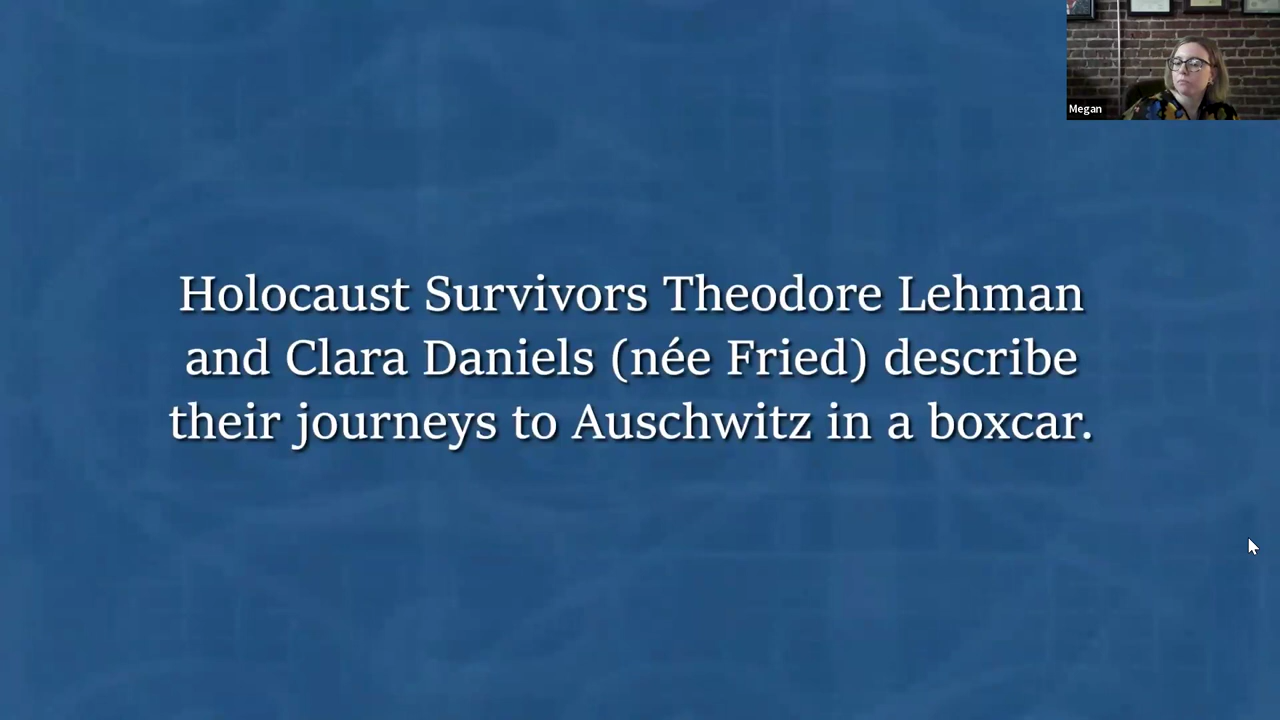 Megan
Holocaust Survivors Theodore Lehman
and Clara Daniels (née Fried) describe
their journeys to Auschwitz in a boxcar.